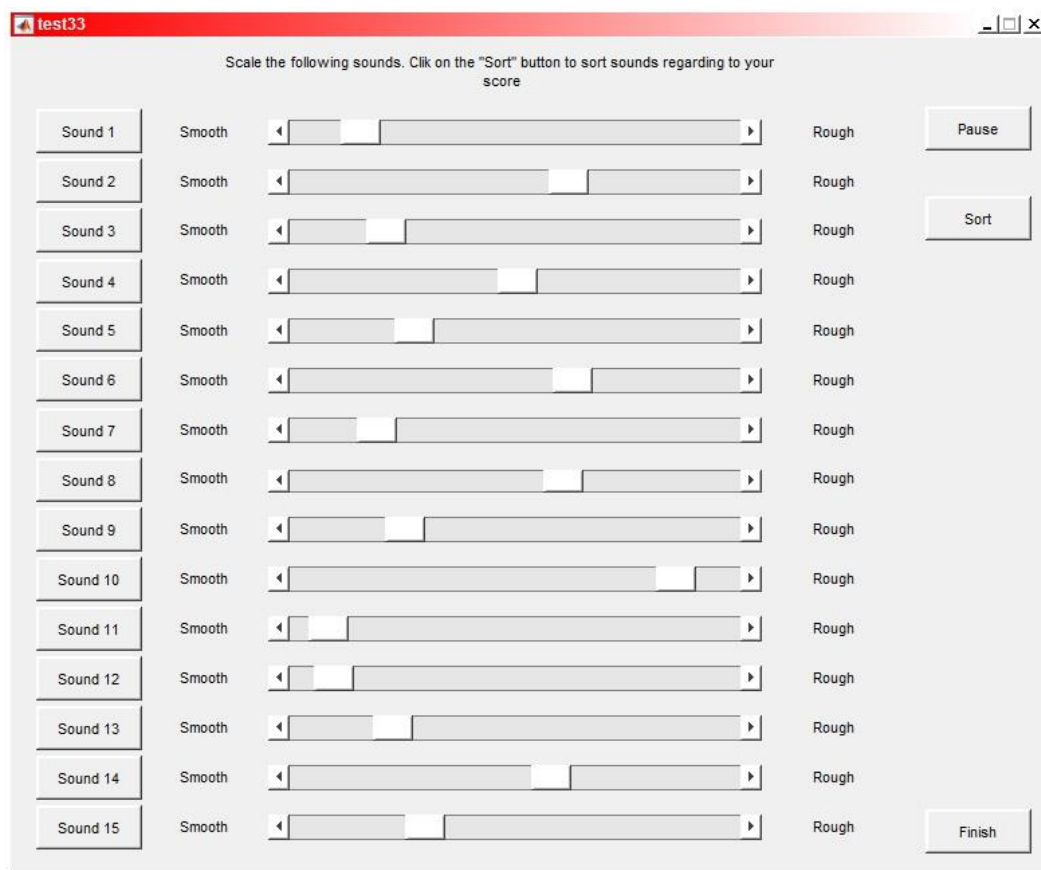 test33
Scale the following sounds. Clik on the "Sort" button to sort sounds regarding to your
score
Sound 1 Smooth Rough Pause
Sound 2 Smooth Rough
Sound 3 Smooth Rough Sort
Sound 4 Smooth Rough
Sound 5 Smooth Rough
Sound 6 Smooth Rough
Sound 7 Smooth Rough
Sound 8 Smooth Rough
Sound 9 Smooth Rough
Sound 10 Smooth Rough
Sound 11 Smooth Rough
Sound 12 Smooth Rough
Sound 13 Smooth Rough
Sound 14 Smooth Rough
Sound 15 Smooth Rough Finish